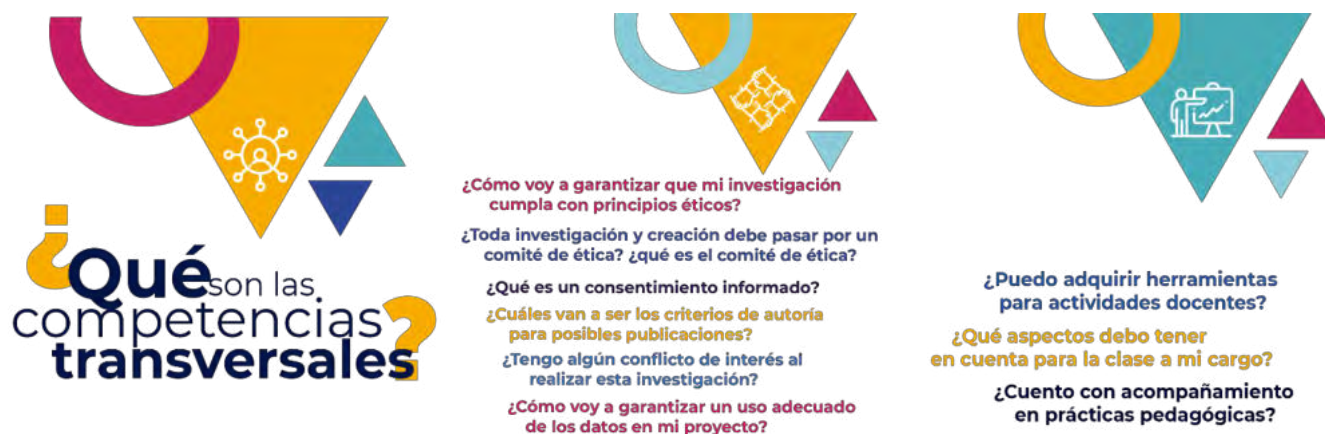 ¿Qué son las
competencias
transversales?
¿Cómo voy a garantizar que mi investigación
cumpla con principios éticos?
¿Toda investigación y creación debe pasar por un
comité de ética? ¿qué es el comité de ética?
¿Qué es un consentimiento informado?
¿Cuáles van a ser los criterios de autoría
para posibles publicaciones?
¿Tengo algún conflicto de interés al
realizar esta investigación?
¿Cómo voy a garantizar un uso adecuado
de los datos en mi proyecto?
¿Puedo adquirir herramientas
para actividades docentes?
¿Qué aspectos debo tener
en cuenta para la clase a mi cargo?
¿Cuento con acompañamiento
en prácticas pedagógicas?